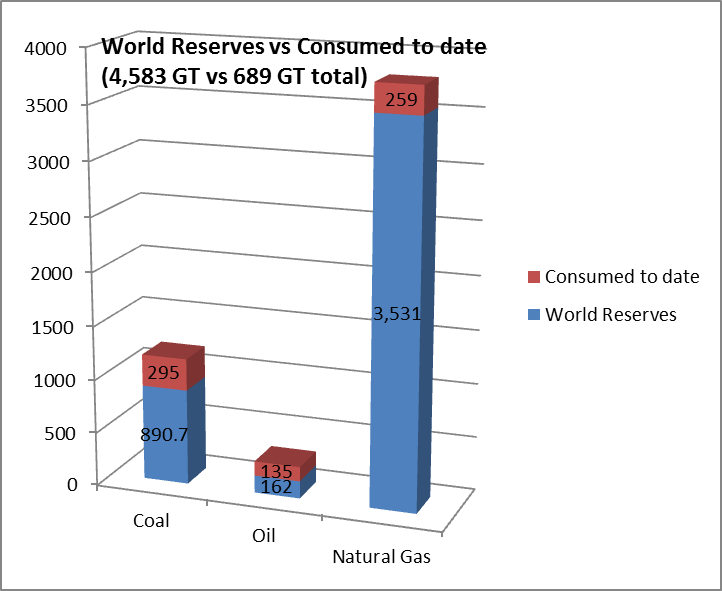 World Reserves vs Consumed to date
(4,583 GT vs 689 GT total)
4000
3500
3000
2500
2000
1500
1000
500
0
295
890.7
135
162
259
3,531
Coal
Oil
Natural Gas
Consumed to date
World Reserves